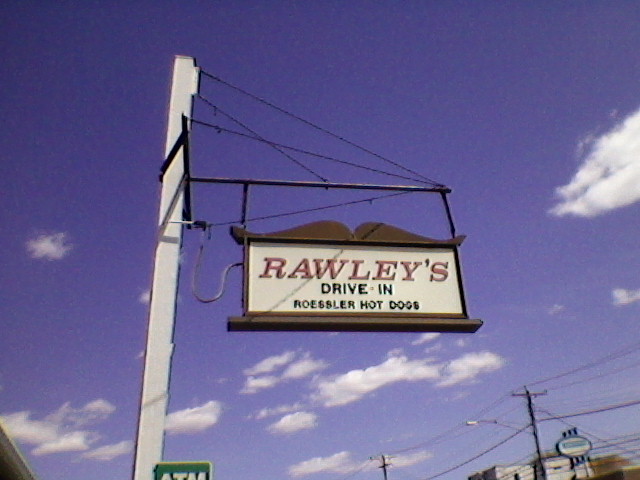 RAWLEY'S
DRIVE-IN
ROESSLER HOT DOGS
ATM